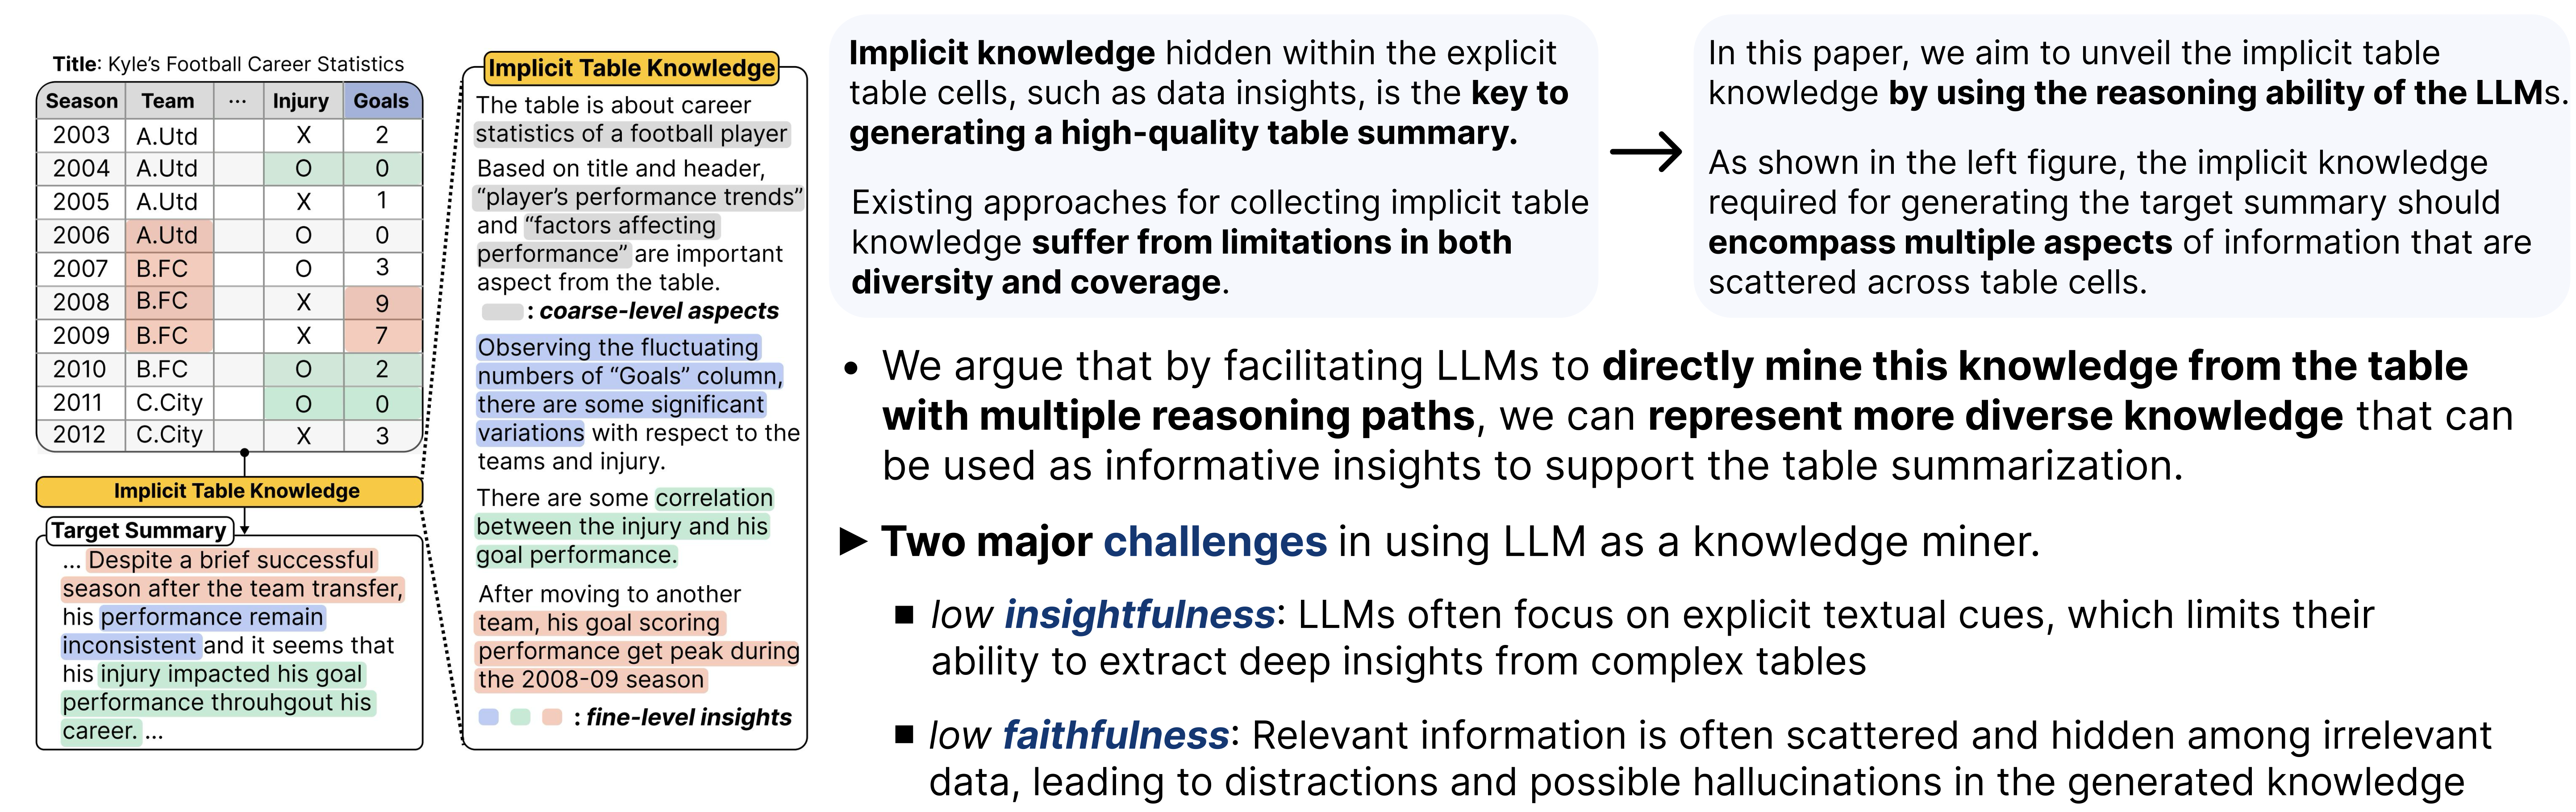 Title: Kyle's Football Career Statistics
Season Team ... Injury Goals
2003 A.Utd X 2
2004 A.Utd O 0
2005 A.Utd X 1
2006 A.Utd O 0
2007 B.FC O 3
2008 B.FC X 9
2009 B.FC X 7
2010 B.FC O 2
2011 C.City O 0
2012 C.City X 3
Implicit Table Knowledge
Target Summary
... Despite a brief successful
season after the team transfer,
his performance remain
inconsistent and it seems that
his injury impacted his goal
performance throuhgout his
career. ...
Implicit Table Knowledge
The table is about career
statistics of a football player
Based on title and header,
“player's performance trends”
and “factors affecting
performance” are important
aspect from the table.
: coarse-level aspects
Observing the fluctuating
numbers of “Goals” column,
there are some significant
variations with respect to the
teams and injury.
There are some correlation
between the injury and his
goal performance.
After moving to another
team, his goal scoring
performance get peak during
the 2008-09 season
: fine-level insights
Implicit knowledge hidden within the explicit
table cells, such as data insights, is the key to
generating a high-quality table summary.
Existing approaches for collecting implicit table
knowledge suffer from limitations in both
diversity and coverage.
In this paper, we aim to unveil the implicit table
knowledge by using the reasoning ability of the LLMs.
As shown in the left figure, the implicit knowledge
required for generating the target summary should
encompass multiple aspects of information that are
scattered across table cells.
• We argue that by facilitating LLMs to directly mine this knowledge from the table
with multiple reasoning paths, we can represent more diverse knowledge that can
be used as informative insights to support the table summarization.
► Two major challenges in using LLM as a knowledge miner.
■ low insightfulness: LLMs often focus on explicit textual cues, which limits their
ability to extract deep insights from complex tables
■ low faithfulness: Relevant information is often scattered and hidden among irrelevant
data, leading to distractions and possible hallucinations in the generated knowledge